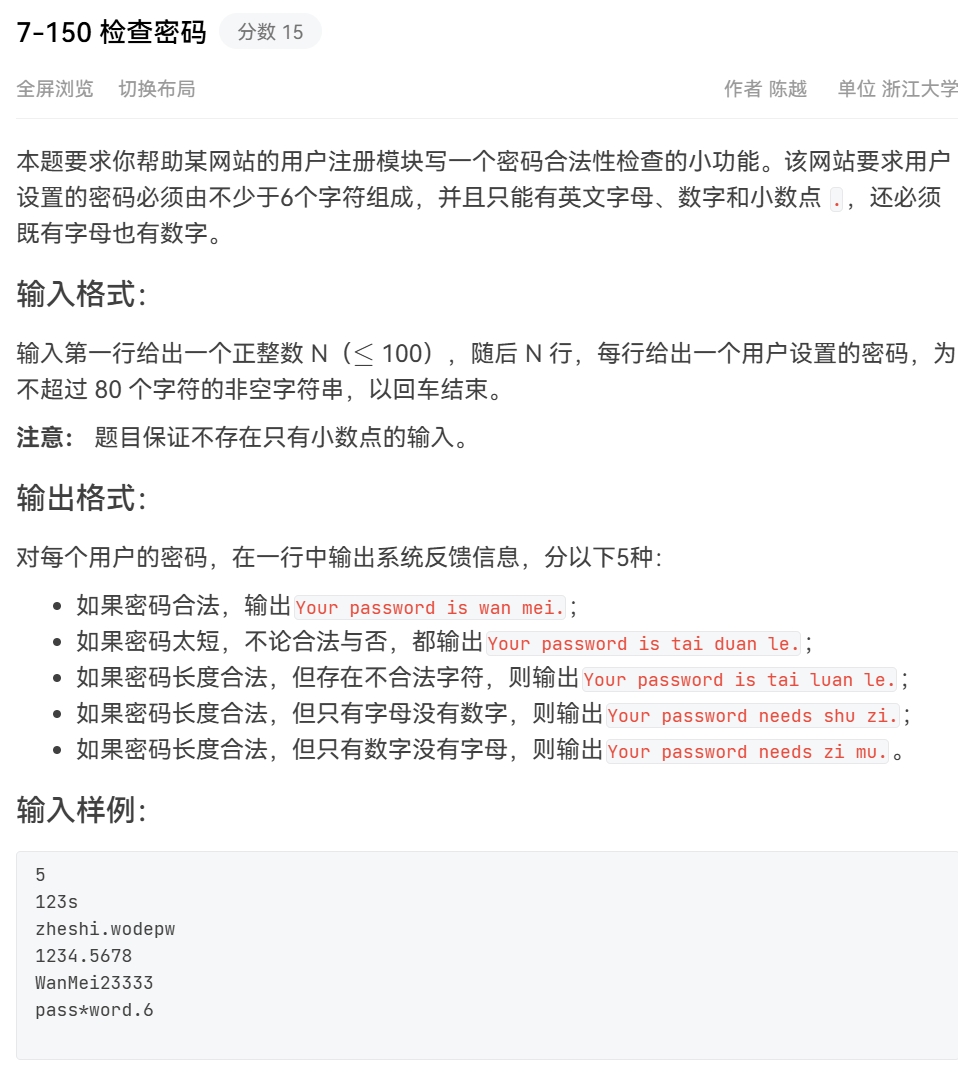 7-150 检查密码 分数 15
全屏浏览 切换布局 作者 陈越 单位 浙江大学
本题要求你帮助某网站的用户注册模块写一个密码合法性检查的小功能。该网站要求用户
设置的密码必须由不少于6个字符组成，并且只能有英文字母、数字和小数点 .，还必须
既有字母也有数字。
输入格式：
输入第一行给出一个正整数 N（≤ 100），随后 N 行，每行给出一个用户设置的密码，为
不超过 80 个字符的非空字符串，以回车结束。
注意： 题目保证不存在只有小数点的输入。
输出格式：
对每个用户的密码，在一行中输出系统反馈信息，分以下5种：
• 如果密码合法，输出Your password is wan mei.；
• 如果密码太短，不论合法与否，都输出Your password is tai duan le.；
• 如果密码长度合法，但存在不合法字符，则输出Your password is tai luan le.；
• 如果密码长度合法，但只有字母没有数字，则输出Your password needs shu zi.；
• 如果密码长度合法，但只有数字没有字母，则输出Your password needs zi mu.。
输入样例：
5
123s
zheshi.wodepw
1234.5678
WanMei23333
pass*word.6